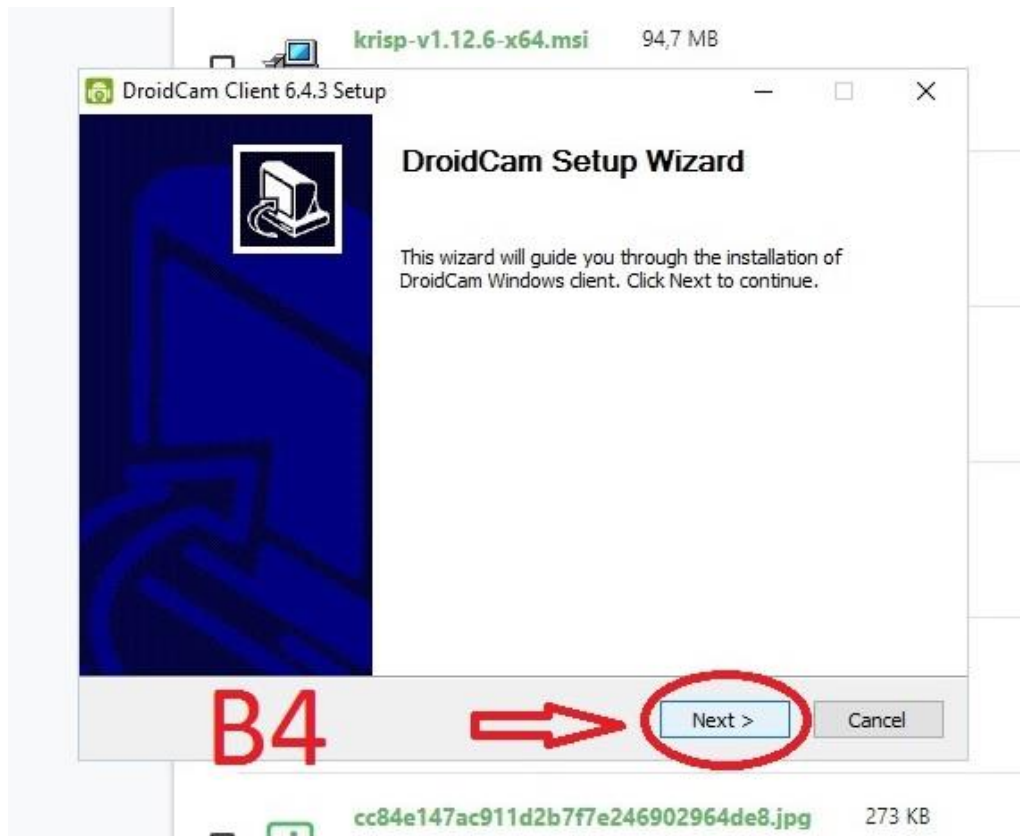 krisp-v1.12.6-x64.msi 94,7 MB
DroidCam Client 6.4.3 Setup
DroidCam Setup Wizard
This wizard will guide you through the installation of
DroidCam Windows client. Click Next to continue.
B4
Next > Cancel
cc84e147ac911d2b7f7e246902964de8.jpg 273 KB